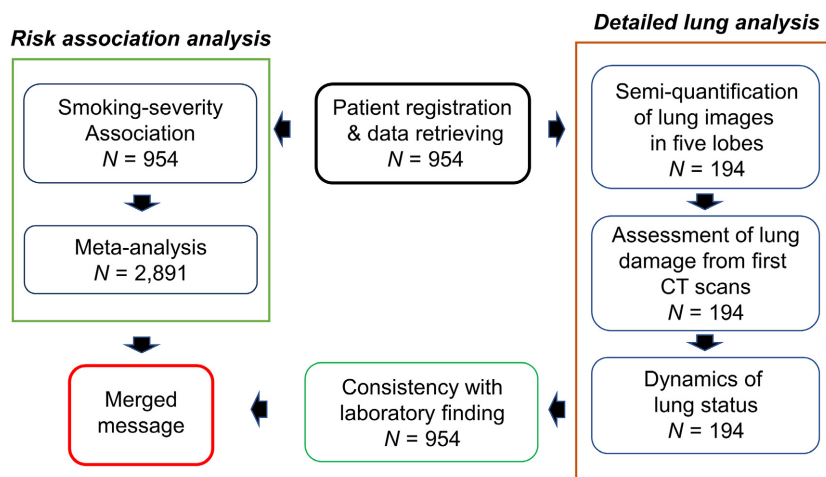 Risk association analysis
Smoking-severity
Association
N = 954
Meta-analysis
N = 2,891
Patient registration
& data retrieving
N = 954
Detailed lung analysis
Semi-quantification
of lung images
in five lobes
N = 194
Assessment of lung
damage from first
CT scans
N = 194
Dynamics of
lung status
N = 194
Consistency with
laboratory finding
N = 954
Merged
message